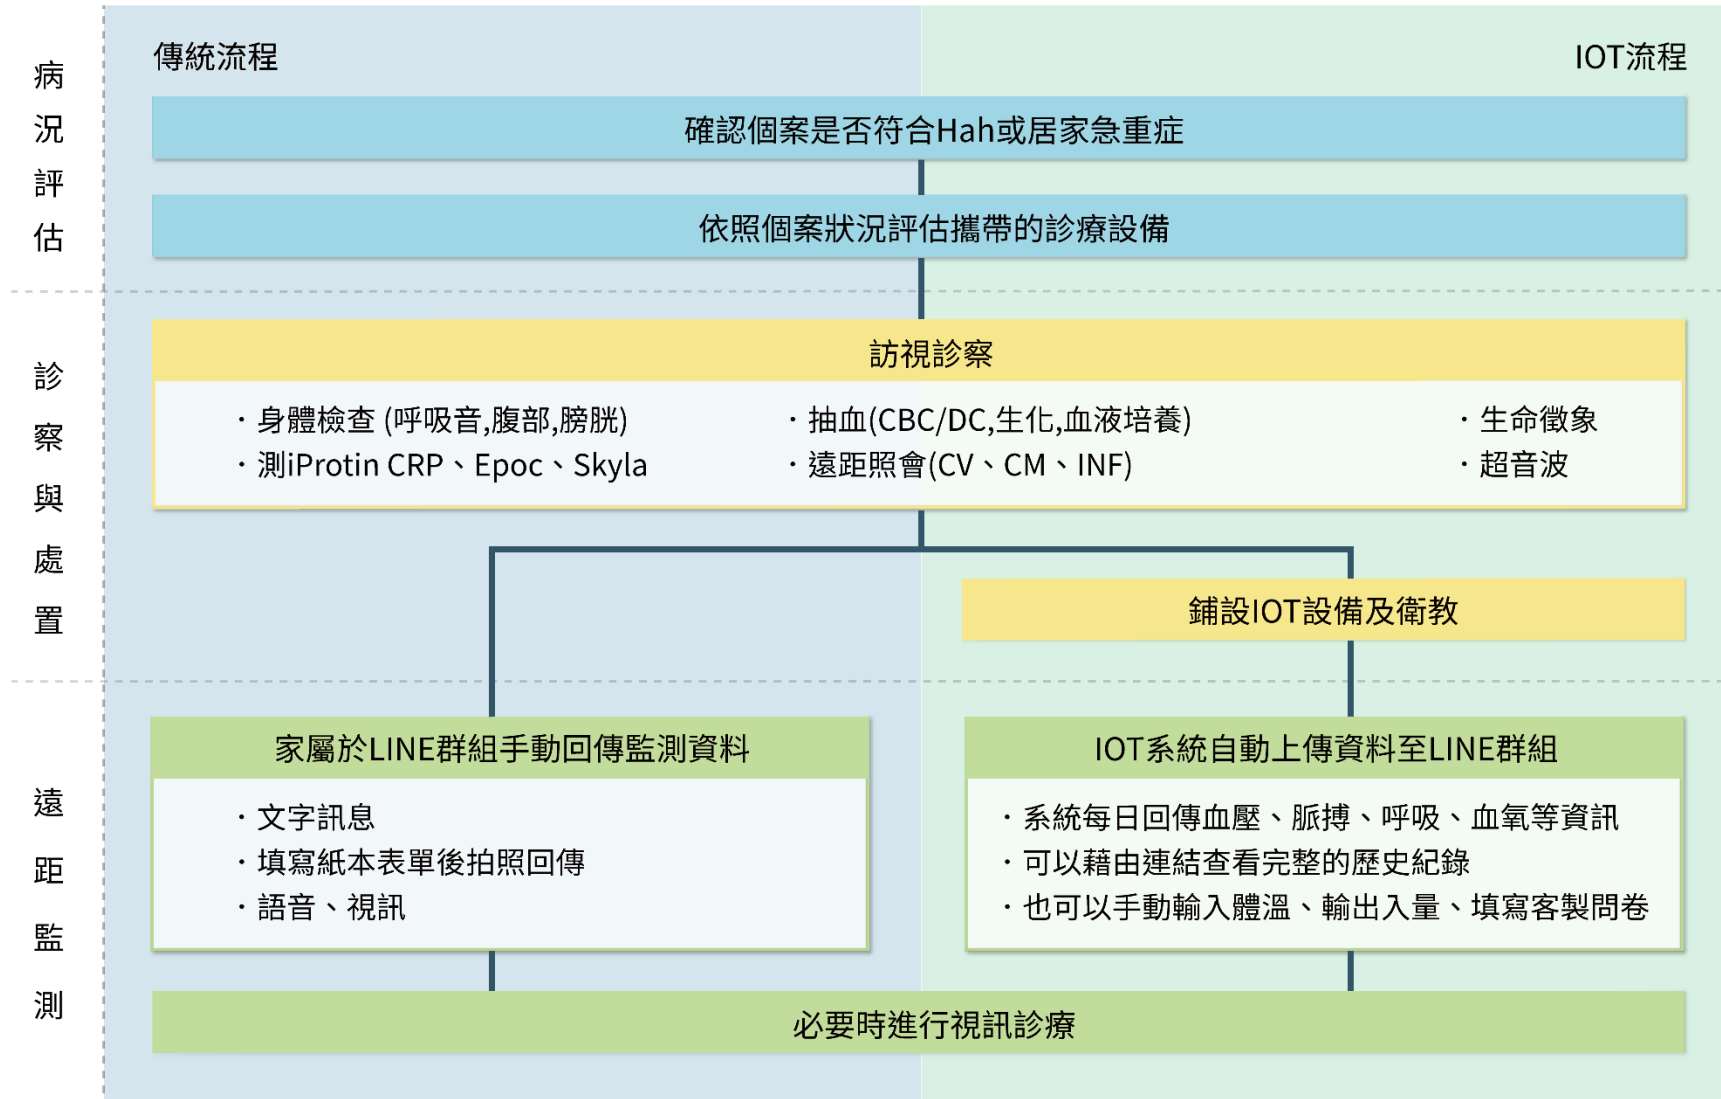 傳統流程
IOT流程
病況評估
確認個案是否符合Hah或居家急重症
依照個案狀況評估攜帶的診療設備
診察與處置
訪視診察
・身體檢查 (呼吸音,腹部,膀胱)
・抽血(CBC/DC,生化,血液培養)
・生命徵象
・測iProtin CRP、Epoc、Skyla
・遠距照會(CV、CM、INF)
・超音波
鋪設IOT設備及衛教
遠距監測
家屬於LINE群組手動回傳監測資料
・文字訊息
・填寫紙本表單後拍照回傳
・語音、視訊
IOT系統自動上傳資料至LINE群組
・系統每日回傳血壓、脈搏、呼吸、血氧等資訊
・可以藉由連結查看完整的歷史紀錄
・也可以手動輸入體溫、輸出入量、填寫客製問卷
必要時進行視訊診療